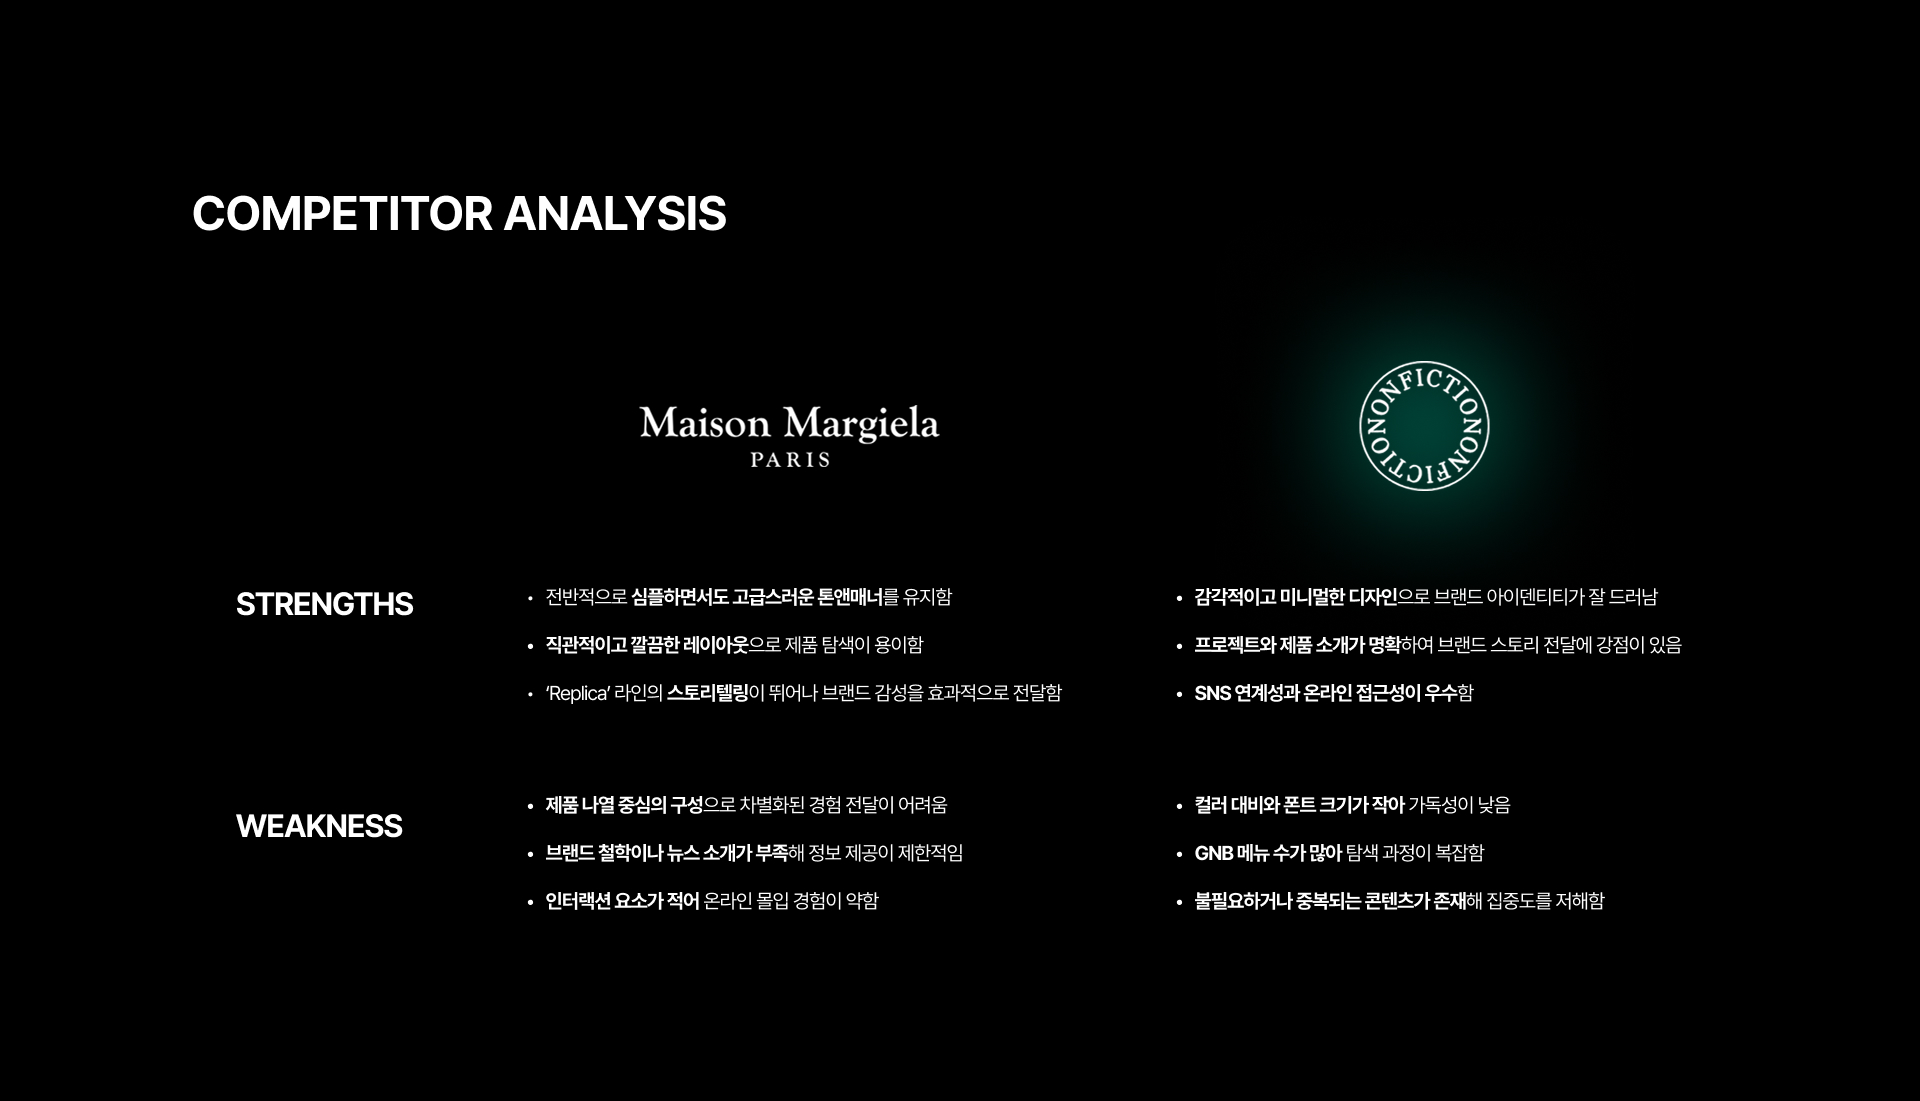 COMPETITOR ANALYSIS
Maison Margiela
PARIS
NONFICTIONONFICTION
STRENGTHS
• 전반적으로 심플하면서도 고급스러운 톤앤매너를 유지함
• 직관적이고 깔끔한 레이아웃으로 제품 탐색이 용이함
• ‘Replica’ 라인의 스토리텔링이 뛰어나 브랜드 감성을 효과적으로 전달함
• 감각적이고 미니멀한 디자인으로 브랜드 아이덴티티가 잘 드러남
• 프로젝트와 제품 소개가 명확하여 브랜드 스토리 전달에 강점이 있음
• SNS 연계성과 온라인 접근성이 우수함
WEAKNESS
• 제품 나열 중심의 구성으로 차별화된 경험 전달이 어려움
• 브랜드 철학이나 뉴스 소개가 부족해 정보 제공이 제한적임
• 인터랙션 요소가 적어 온라인 몰입 경험이 약함
• 컬러 대비와 폰트 크기가 작아 가독성이 낮음
• GNB 메뉴 수가 많아 탐색 과정이 복잡함
• 불필요하거나 중복되는 콘텐츠가 존재해 집중도를 저해함